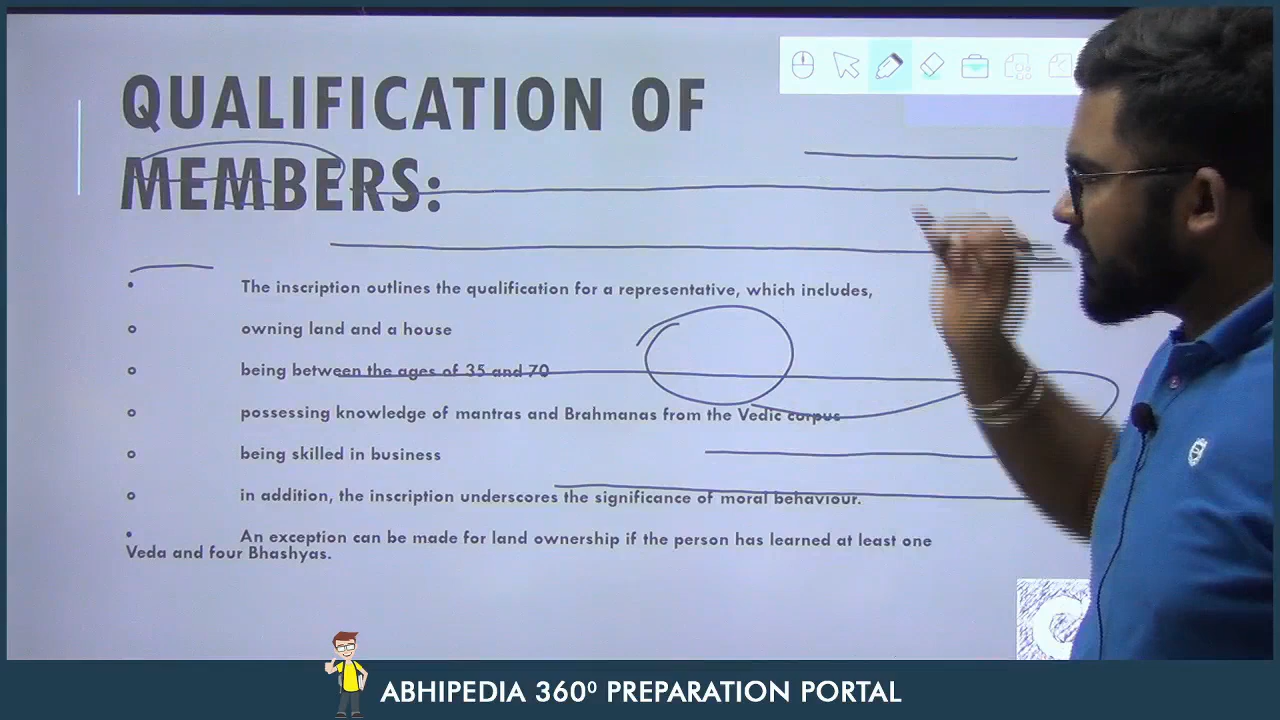 QUALIFICATION OF
MEMBERS:
• The inscription outlines the qualification for a representative, which includes,
o owning land and a house
o being between the ages of 35 and 70
o possessing knowledge of mantras and Brahmanas from the Vedic corpus
o being skilled in business
o in addition, the inscription underscores the significance of moral behaviour.
• An exception can be made for land ownership if the person has learned at least one
Veda and four Bhashyas.
ABHIPEDIA 360⁰ PREPARATION PORTAL